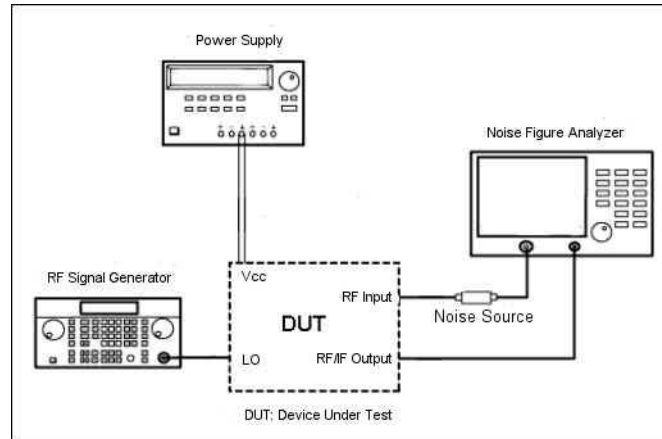 Power Supply
Noise Figure Analyzer
RF Signal Generator
Vcc
RF Input
Noise Source
DUT
LO
RF/IF Output
DUT: Device Under Test